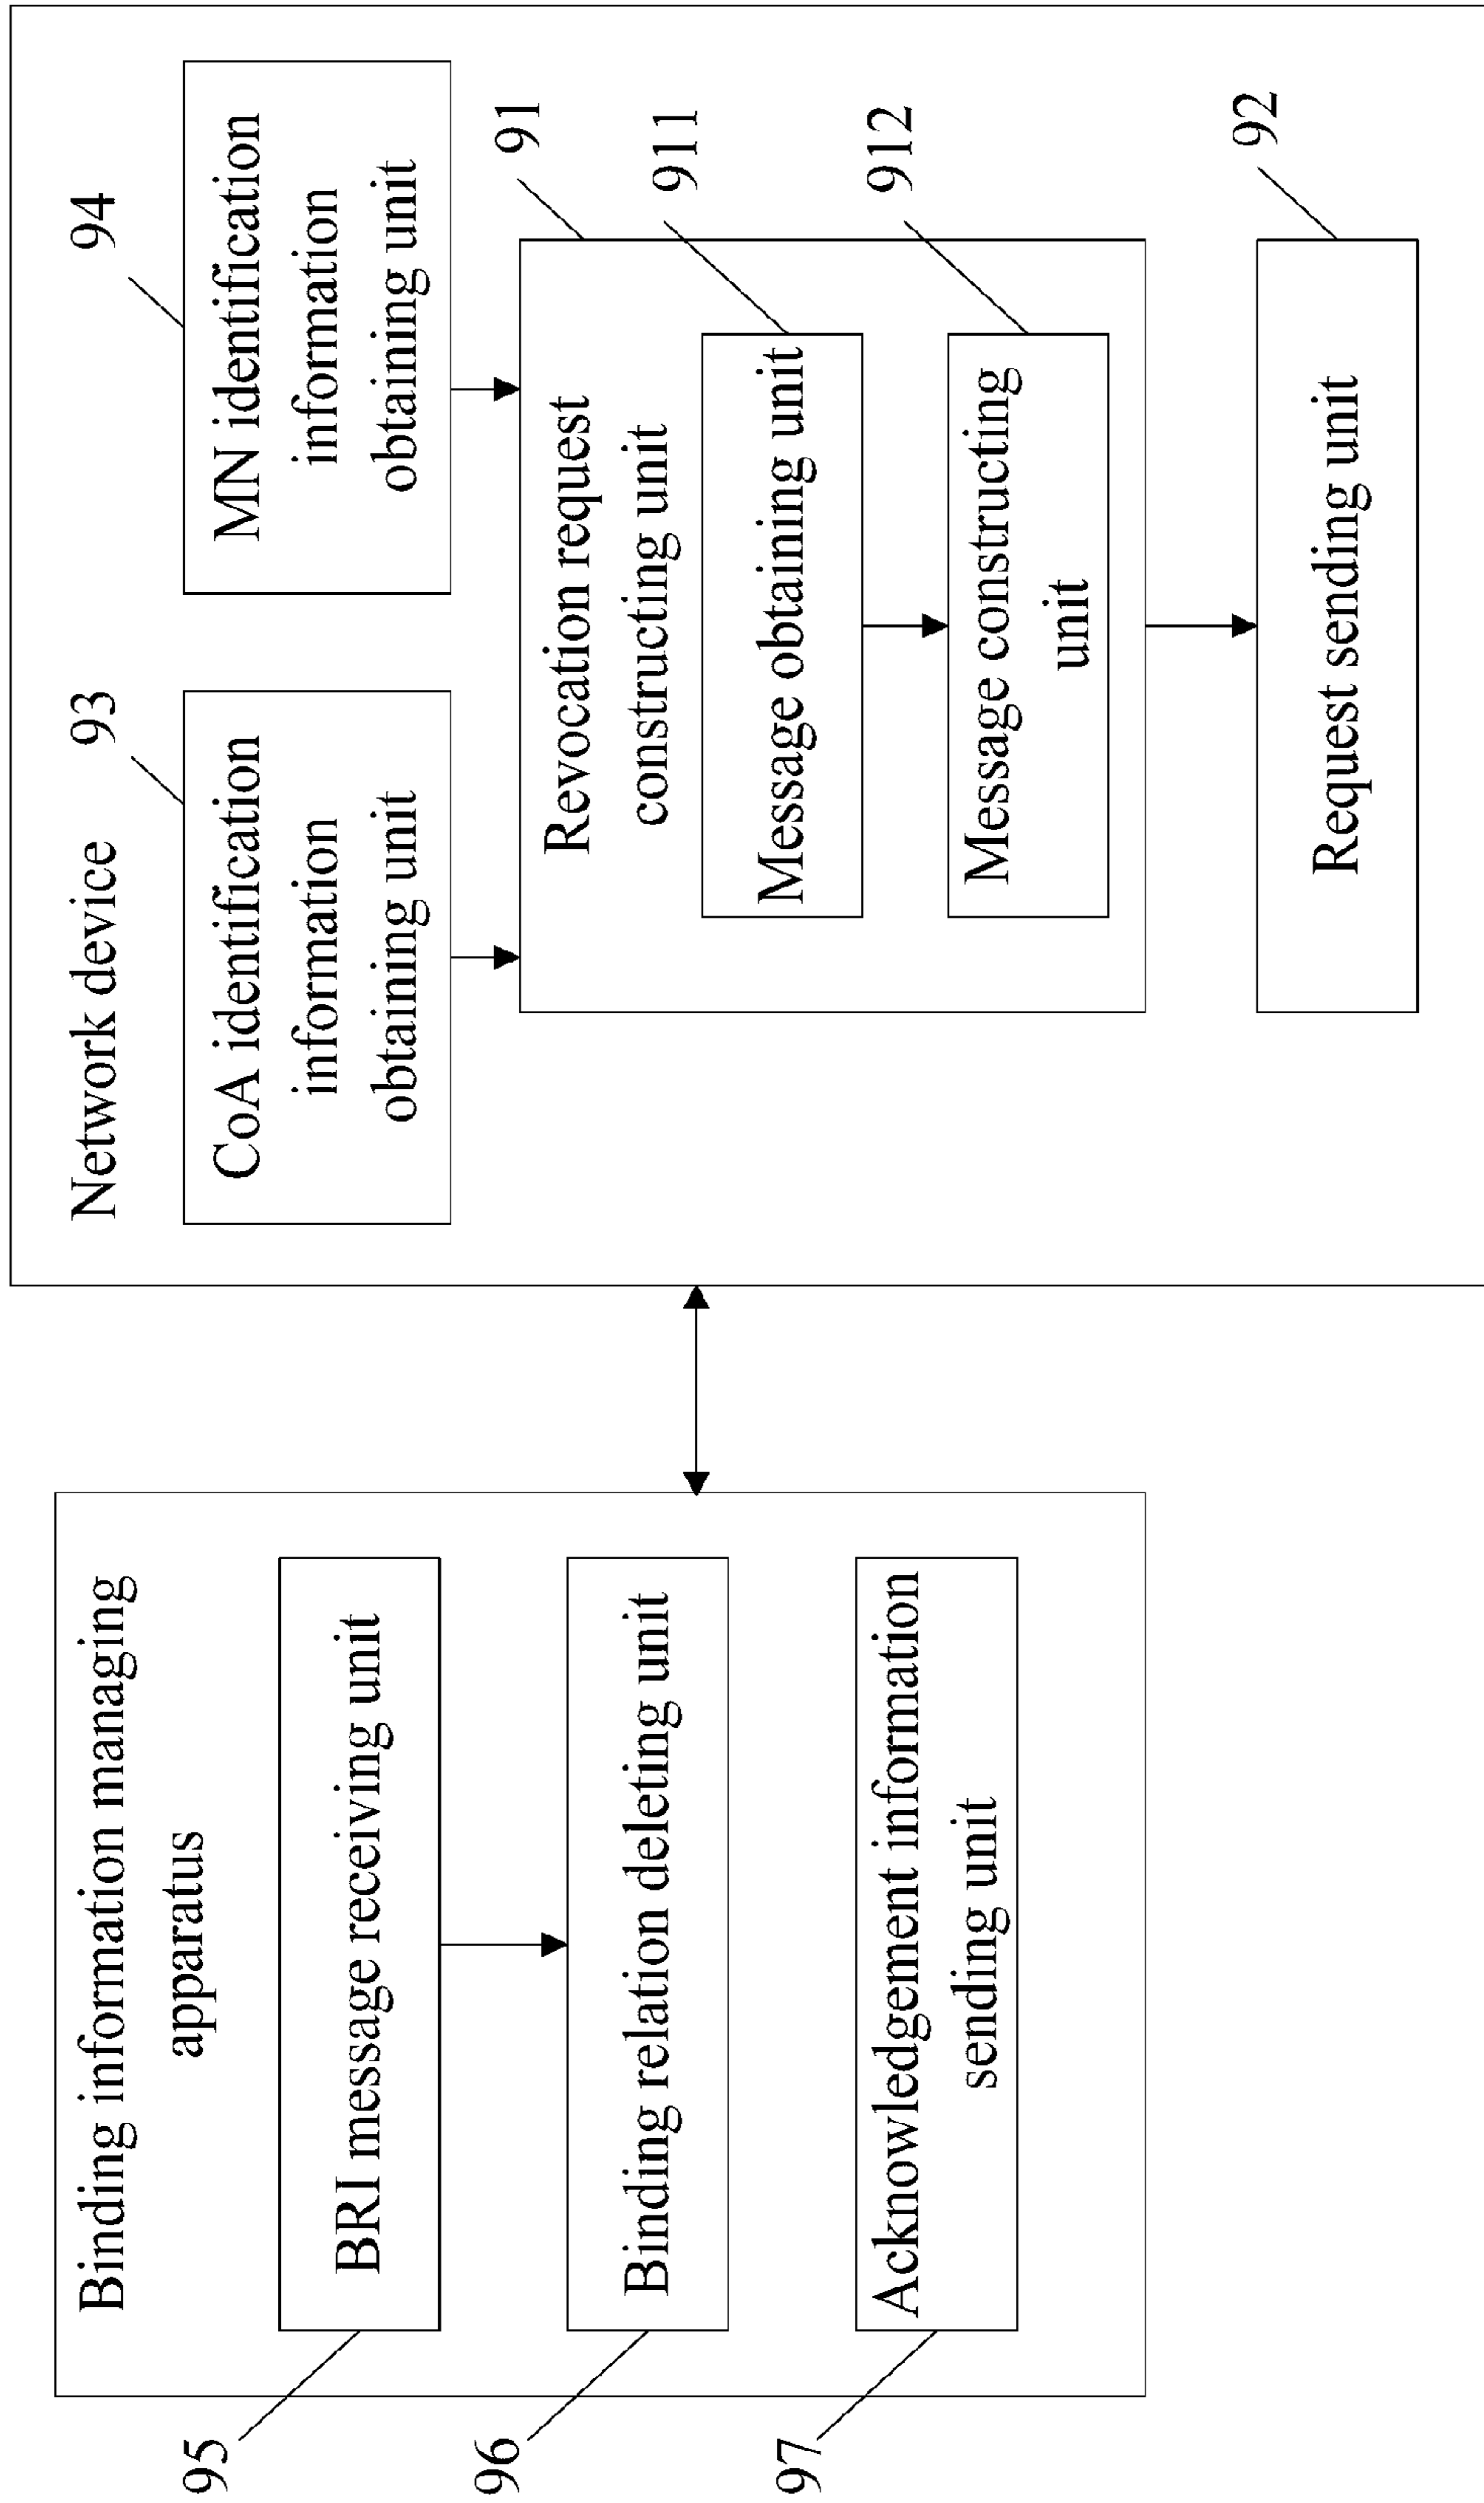 Binding information managing
apparatus
95
BRI message receiving unit
96
Binding relation deleting unit
97
Acknowledgement information
sending unit
Network device
93
CoA identification
information
obtaining unit
94
MN identification
information
obtaining unit
91
Revocation request
constructing unit
911
Message obtaining unit
912
Message constructing
unit
92
Request sending unit